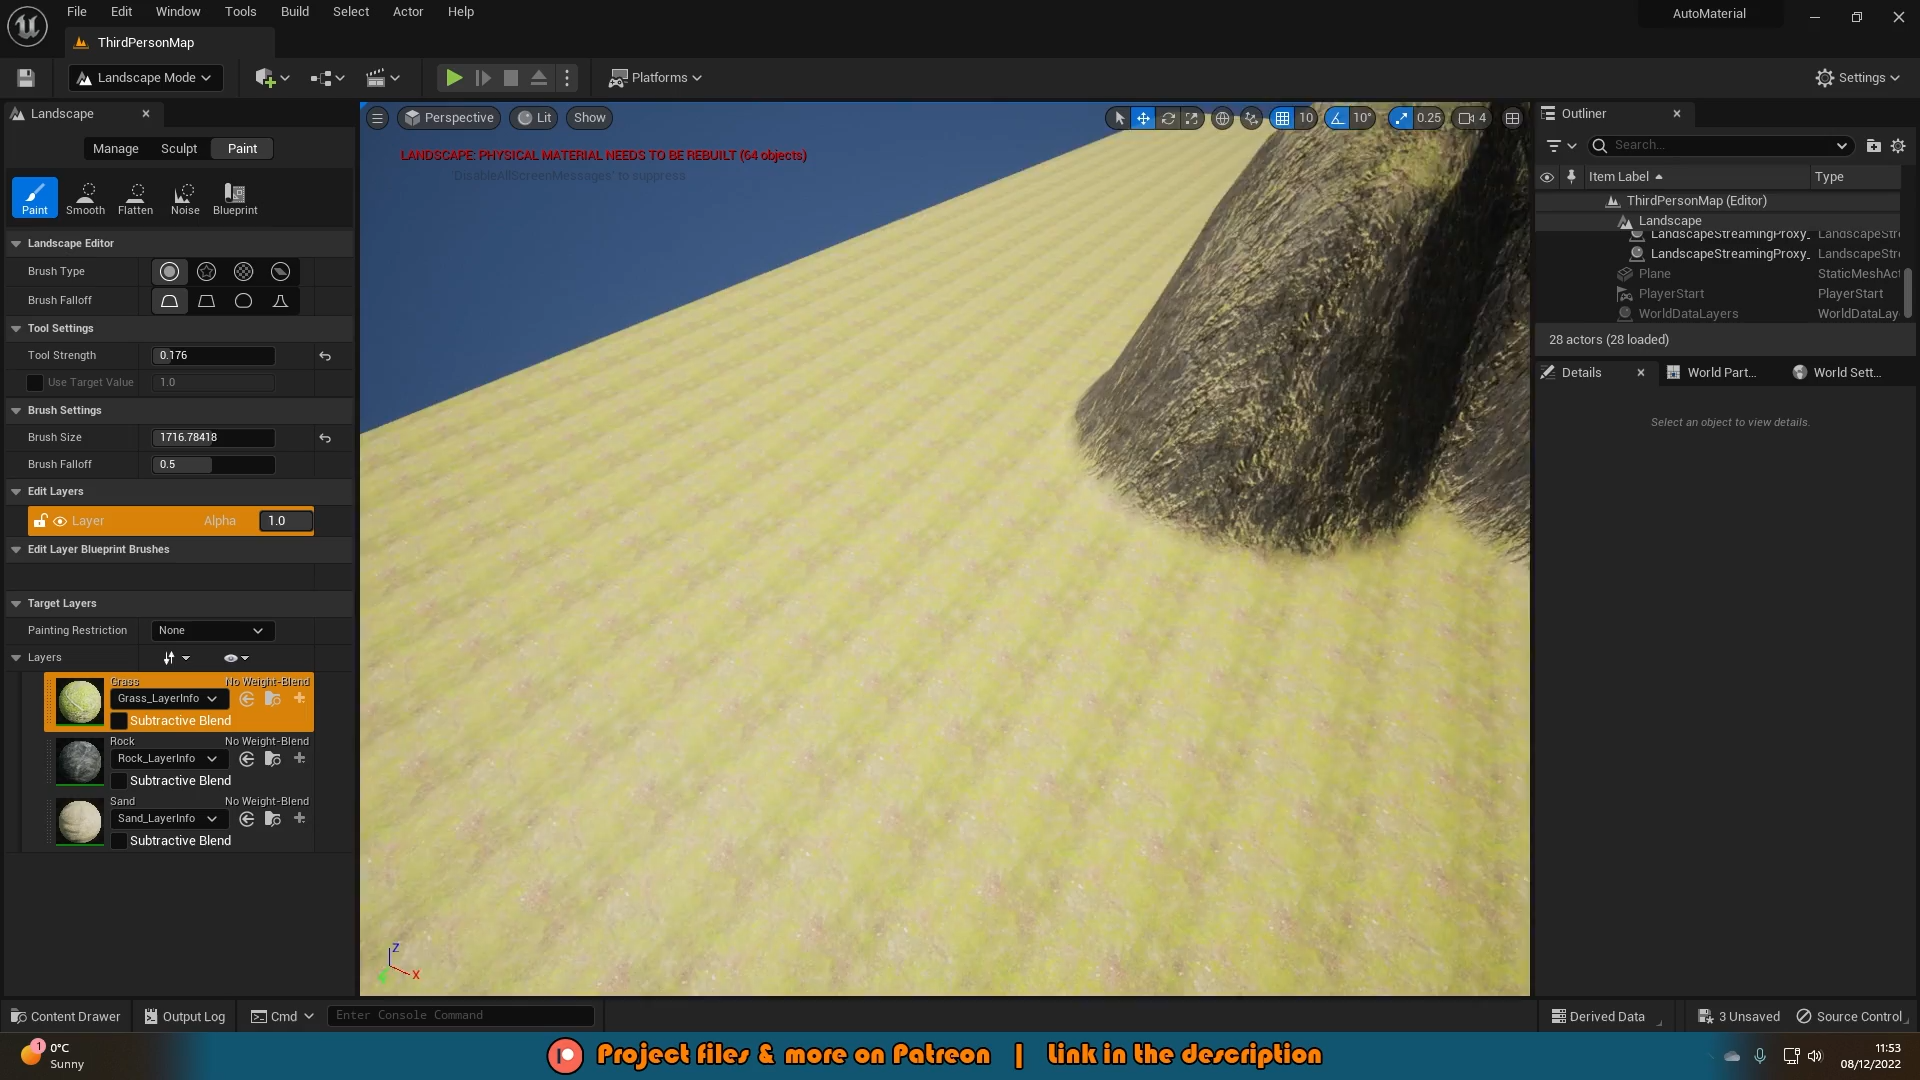 File Edit Window Tools Build Select Actor Help
AutoMaterial
ThirdPersonMap
Landscape Mode
Platforms
Settings
Landscape
Perspective
Lit
Show
10
10°
0.25
4
Outliner
Manage
Sculpt
Paint
Search...
LANDSCAPE: PHYSICAL MATERIAL NEEDS TO BE REBUILT (64 objects)
DisableAllScreenMessages' to suppress
Item Label
Type
Paint
Smooth
Flatten
Noise
Blueprint
ThirdPersonMap (Editor)
Landscape
LandscapeStreamingProxy_ LandscapeStre
LandscapeStreamingProxy_ LandscapeStre
Plane StaticMeshAct
PlayerStart PlayerStart
WorldDataLayers WorldDataLay
28 actors (28 loaded)
Details
World Part...
World Sett...
Select an object to view details.
Landscape Editor
Brush Type
Brush Falloff
Tool Settings
Tool Strength 0.176
Use Target Value 1.0
Brush Settings
Brush Size 1716.78418
Brush Falloff 0.5
Edit Layers
Layer Alpha 1.0
Edit Layer Blueprint Brushes
Target Layers
Painting Restriction None
Layers
Grass No Weight-Blend
Grass_LayerInfo
Subtractive Blend
Rock No Weight-Blend
Rock_LayerInfo
Subtractive Blend
Sand No Weight-Blend
Sand_LayerInfo
Subtractive Blend
Z
X
Content Drawer
Output Log
Cmd
Enter Console Command
Derived Data
3 Unsaved
Source Control
1
0°C
Sunny
Project files & more on Patreon | Link in the description
11:53
08/12/2022